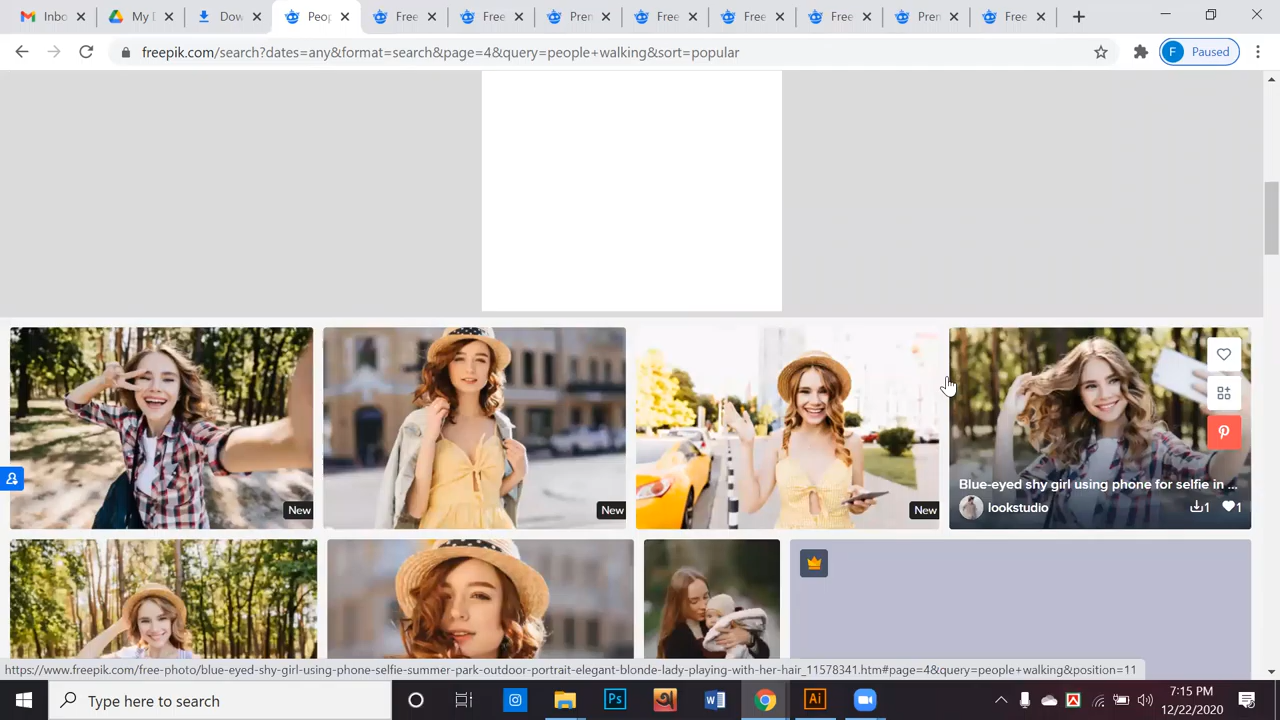 Inbo
My D
Dow
Peop
Free
Free
Pren
Free
Free
Free
Pren
Free
freepik.com/search?dates=any&format=search&page=4&query=people+walking&sort=popular
F
Paused
New
New
New
Blue-eyed shy girl using phone for selfie in ...
lookstudio
1
1
https://www.freepik.com/free-photo/blue-eyed-shy-girl-using-phone-selfie-summer-park-outdoor-portrait-elegant-blonde-lady-playing-with-her-hair_11578341.htm#page=4&query=people+walking&position=11
Type here to search
Ps
Ai
7:15 PM
12/22/2020